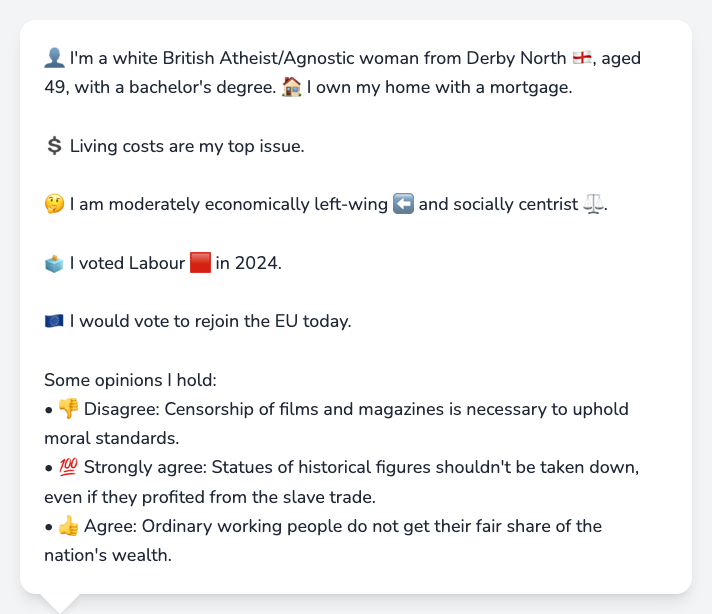 👤 I'm a white British Atheist/Agnostic woman from Derby North 🏴󠁧󠁢󠁥󠁮󠁧󠁿, aged
49, with a bachelor's degree. 🏠 I own my home with a mortgage.
💲 Living costs are my top issue.
🤔 I am moderately economically left-wing ⬅️ and socially centrist ⚖️.
🗳️ I voted Labour 🟥 in 2024.
🇪🇺 I would vote to rejoin the EU today.
Some opinions I hold:
• 👎 Disagree: Censorship of films and magazines is necessary to uphold
moral standards.
• 💯 Strongly agree: Statues of historical figures shouldn't be taken down,
even if they profited from the slave trade.
• 👍 Agree: Ordinary working people do not get their fair share of the
nation's wealth.